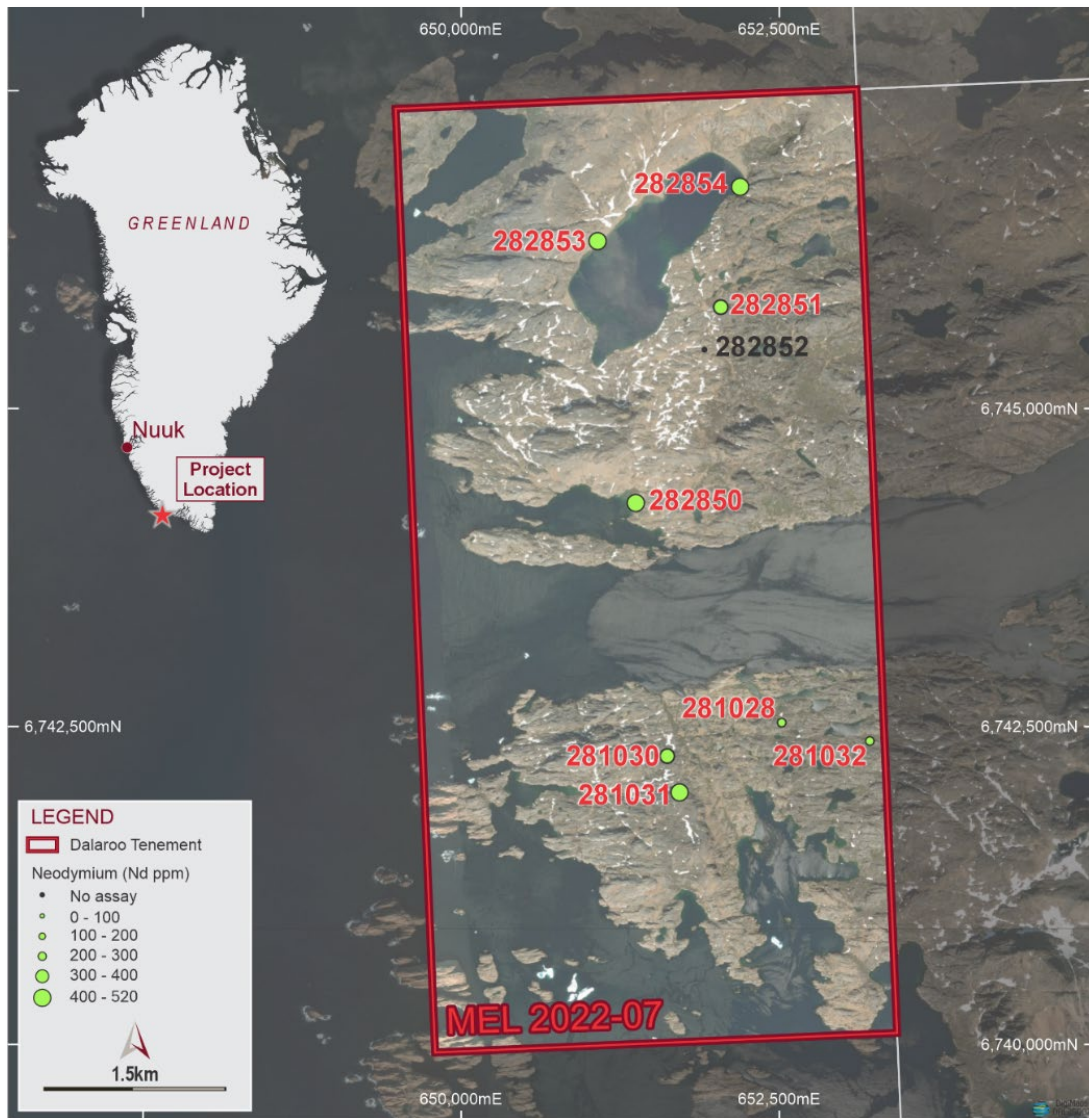 650,000mE
652,500mE
GREENLAND
Nuuk
Project
Location
282854
282853
282851
282852
6,745,000mN
282850
281028
6,742,500mN
6,742,500mN
281030
281032
281031
LEGEND
Dalaroo Tenement
Neodymium (Nd ppm)
No assay
0 - 100
100 - 200
200 - 300
300 - 400
400 - 520
1.5km
MEL 2022-07
6,740,000mN
650,000mE
652,500mE